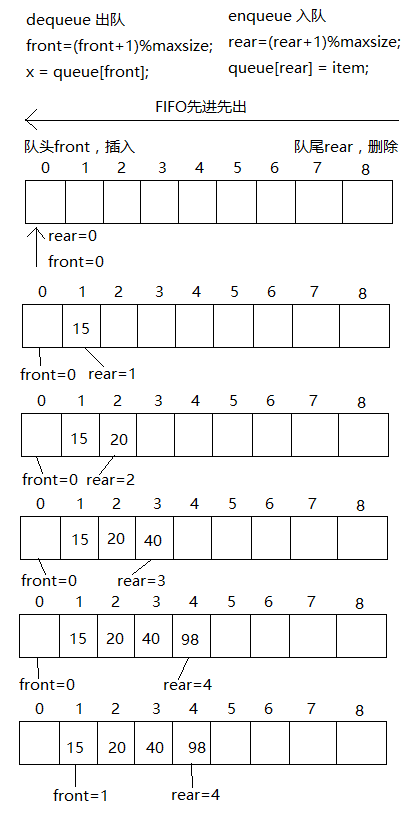 dequeue 出队
front=(front+1)%maxsize;
x = queue[front];
enqueue 入队
rear=(rear+1)%maxsize;
queue[rear] = item;
FIFO先进先出
队头front，插入
队尾rear，删除
0 1 2 3 4 5 6 7 8
rear=0
front=0
0 1 2 3 4 5 6 7 8
15
front=0 rear=1
0 1 2 3 4 5 6 7 8
15 20
front=0 rear=2
0 1 2 3 4 5 6 7 8
15 20 40
front=0 rear=3
0 1 2 3 4 5 6 7 8
15 20 40 98
front=0 rear=4
0 1 2 3 4 5 6 7 8
15 20 40 98
front=1 rear=4